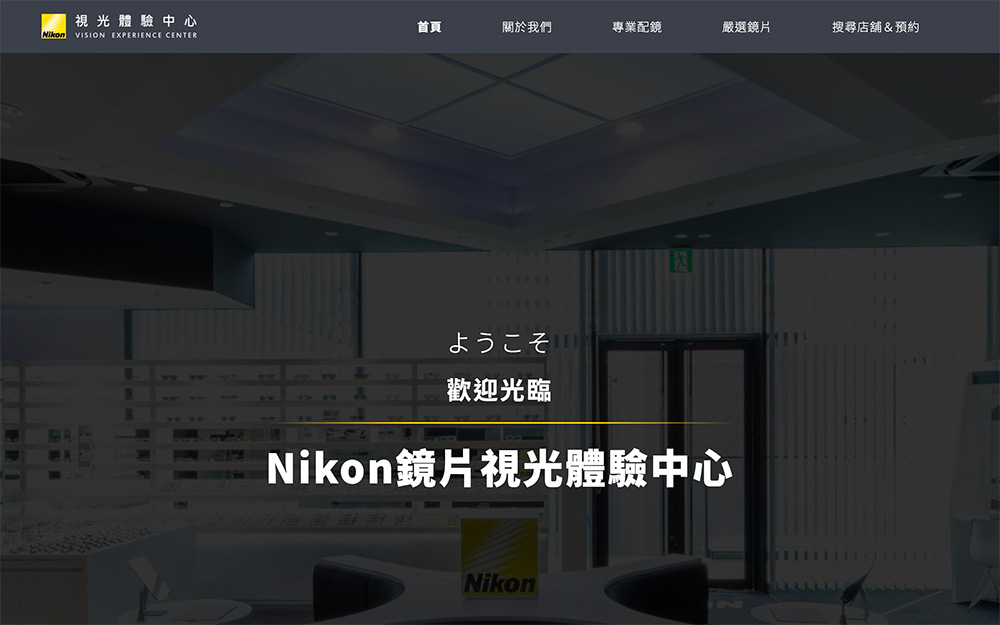 Nikon
視光體驗中心
VISION EXPERIENCE CENTER
首頁
關於我們
專業配鏡
嚴選鏡片
搜尋店舖＆預約
ようこそ
歡迎光臨
Nikon鏡片視光體驗中心
Nikon